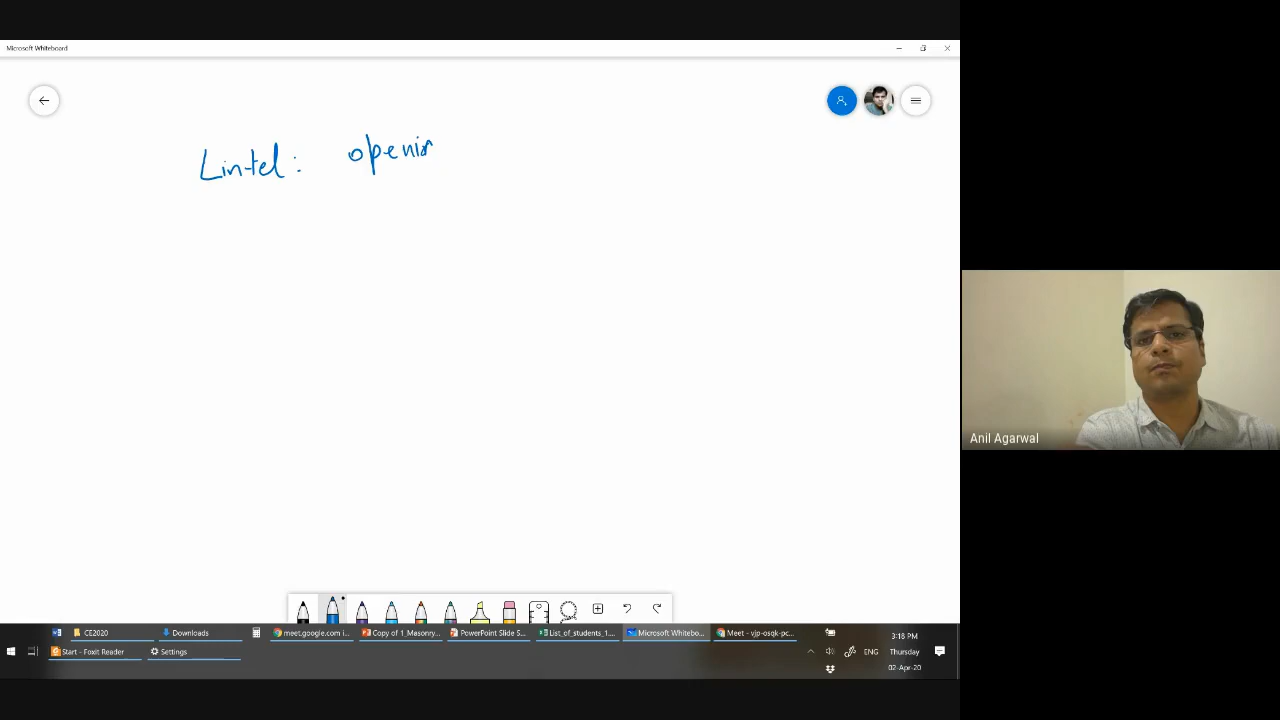 Microsoft Whiteboard
Lintel: openin
Anil Agarwal
CE2020
Downloads
meet.google.com i...
Copy of 1_Masonry...
PowerPoint Slide S...
List_of_students_1...
Microsoft Whitebo...
Meet - vjp-osqk-pc...
3:18 PM
Start - Foxit Reader
Settings
ENG
Thursday
02-Apr-20